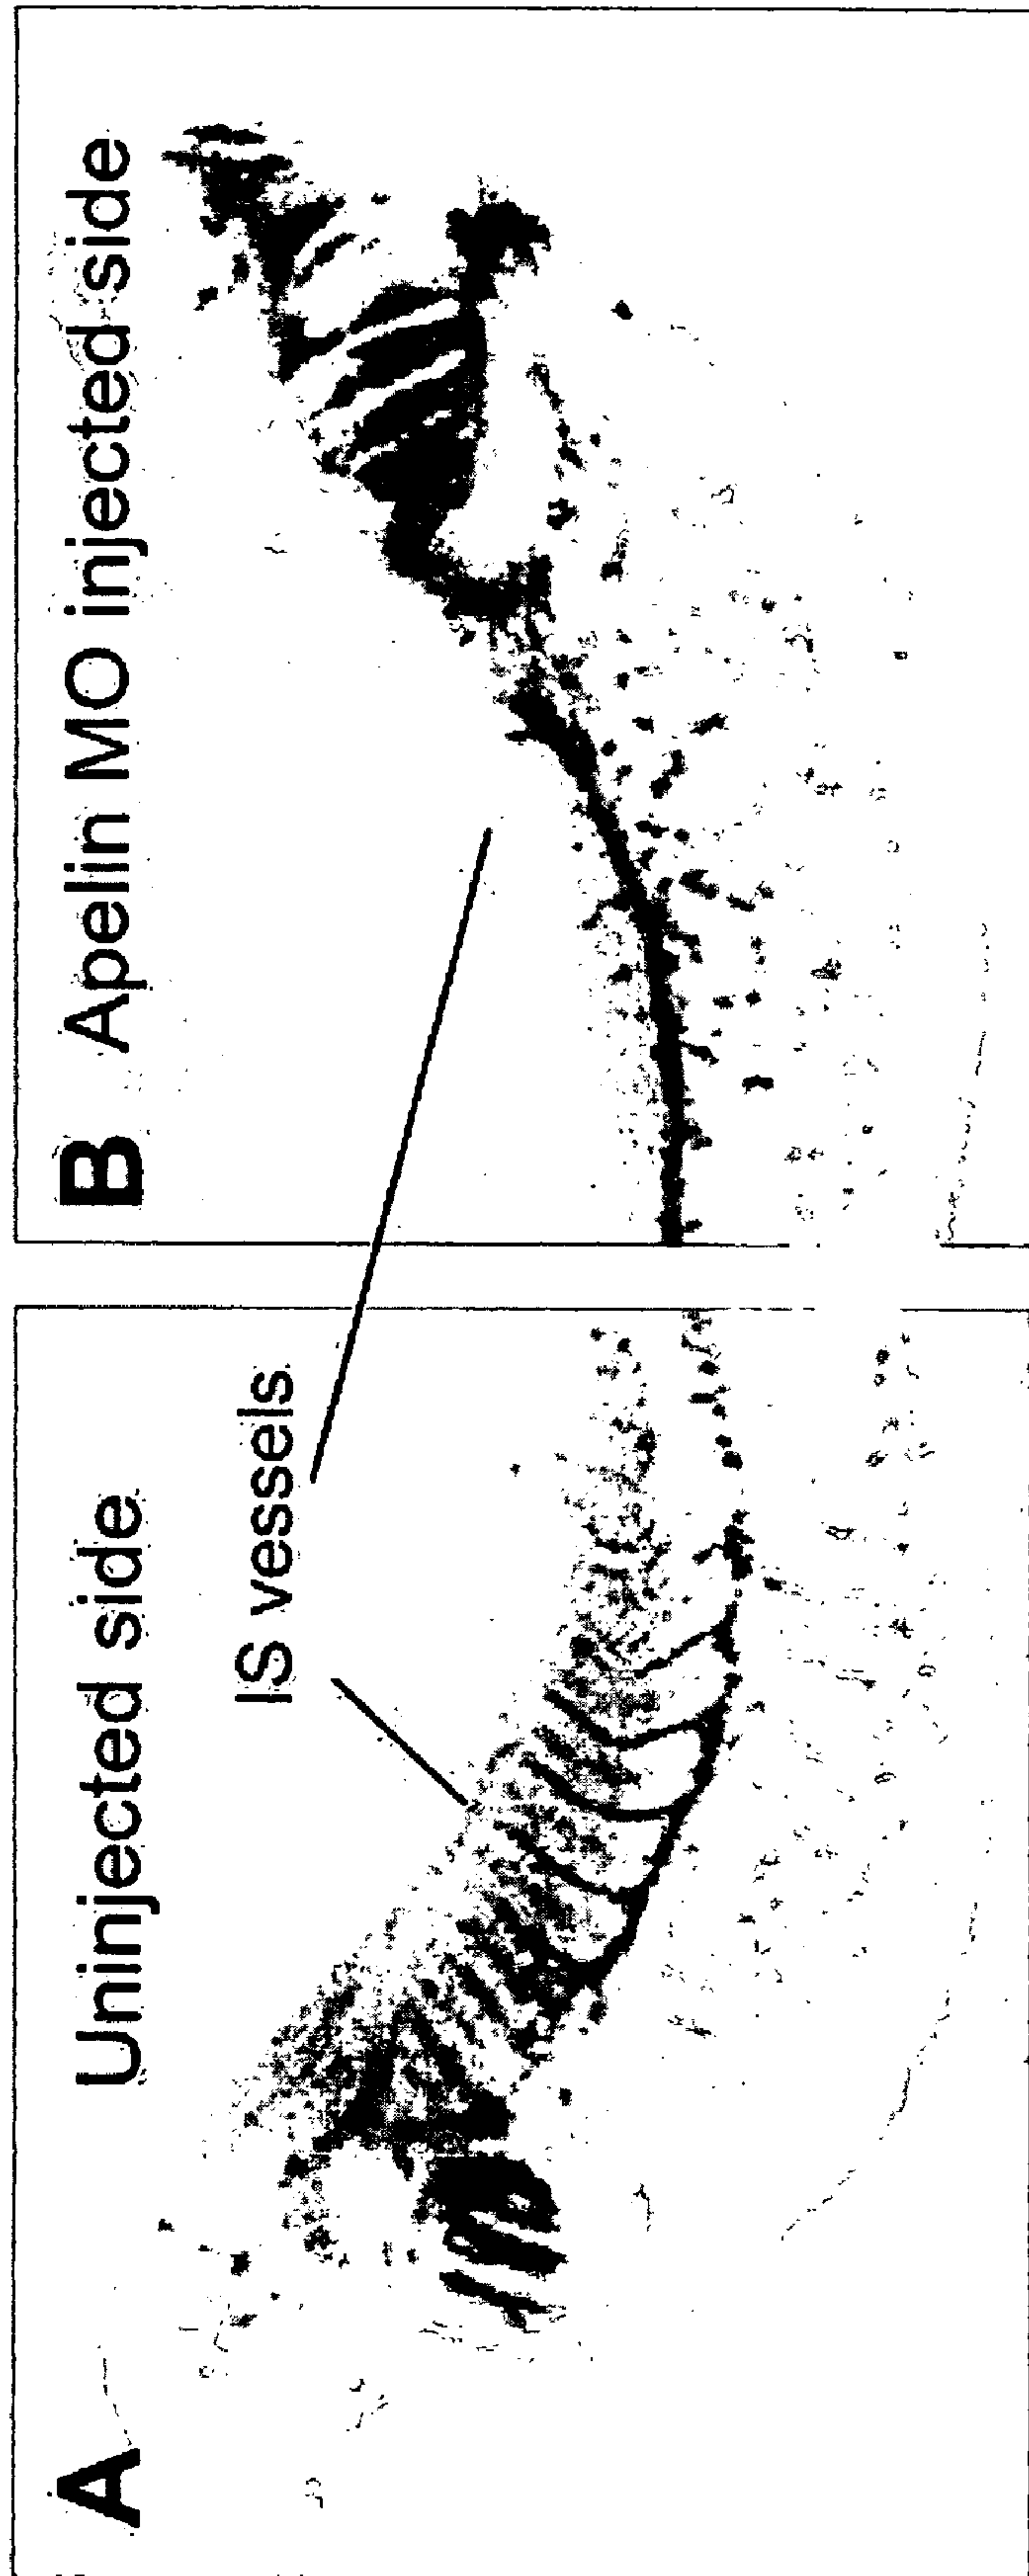 A Uninjected side
IS vessels
B Apelin MO injected side